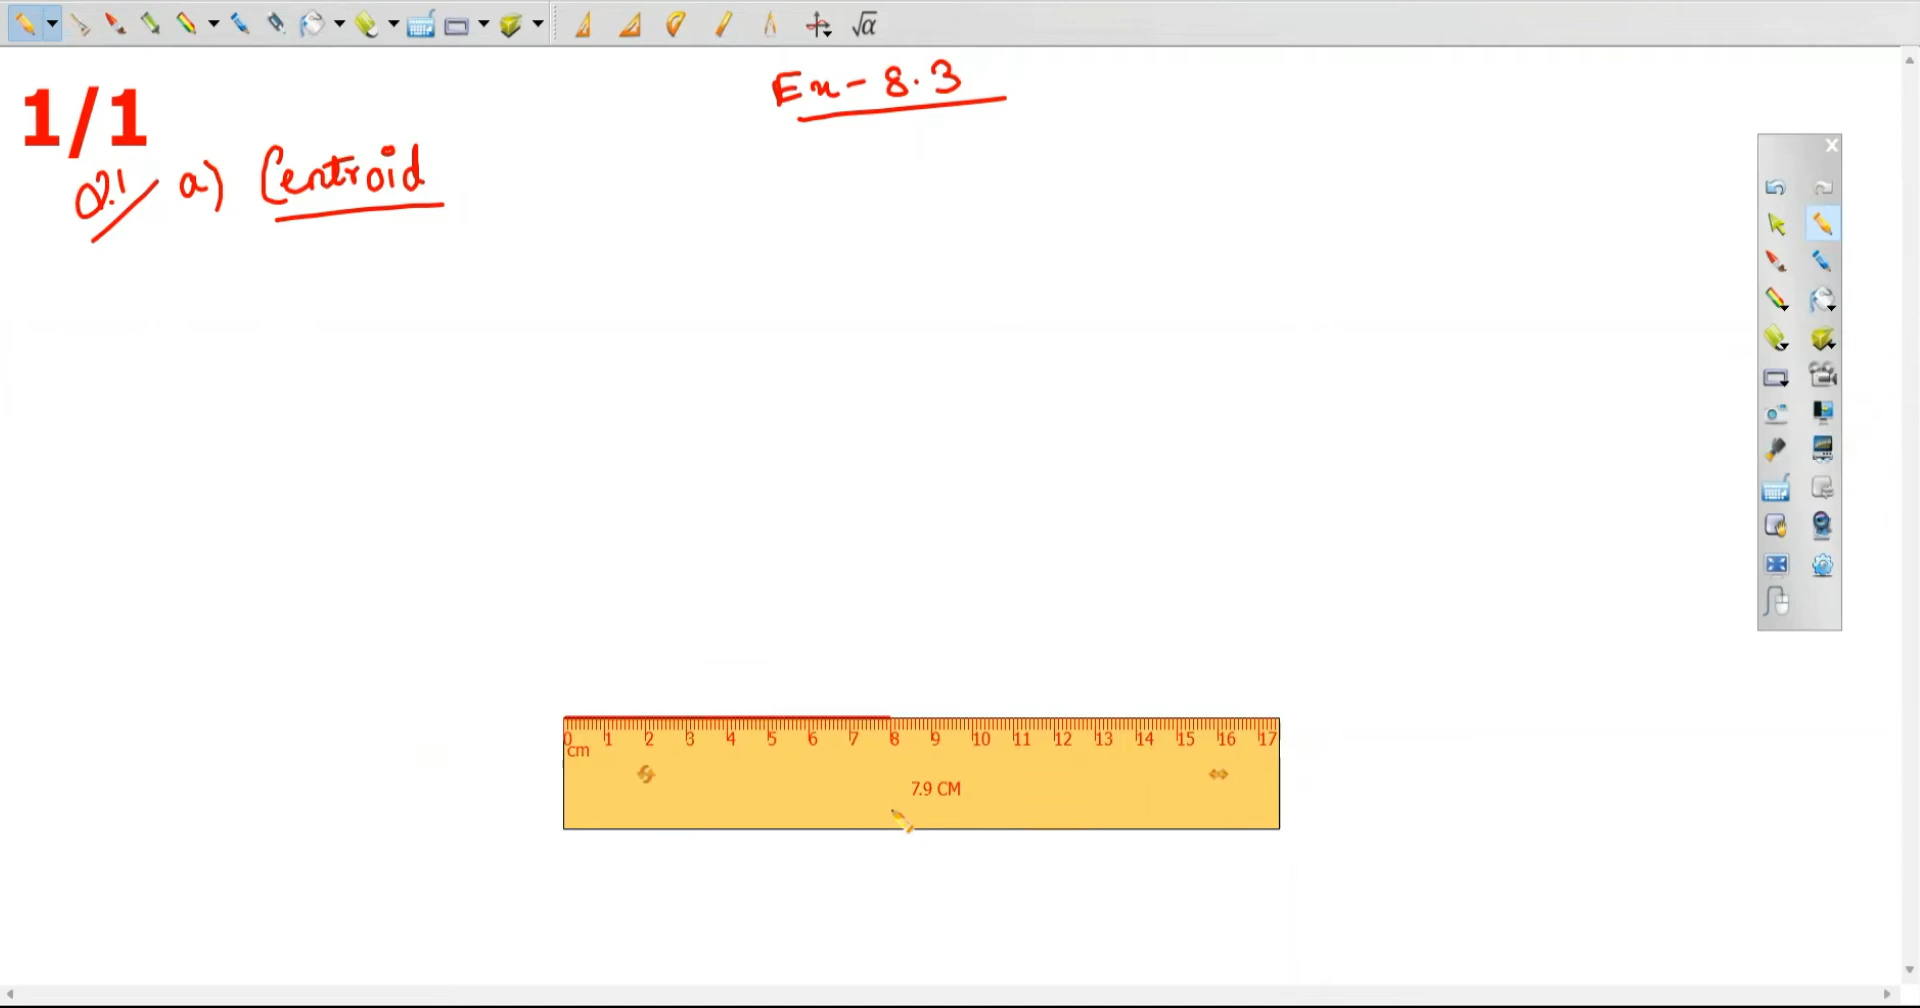 √α
Ex - 8.3
1/1
Q.1 a) Centroid
0 1 2 3 4 5 6 7 8 9 10 11 12 13 14 15 16 17
cm
7.9 CM